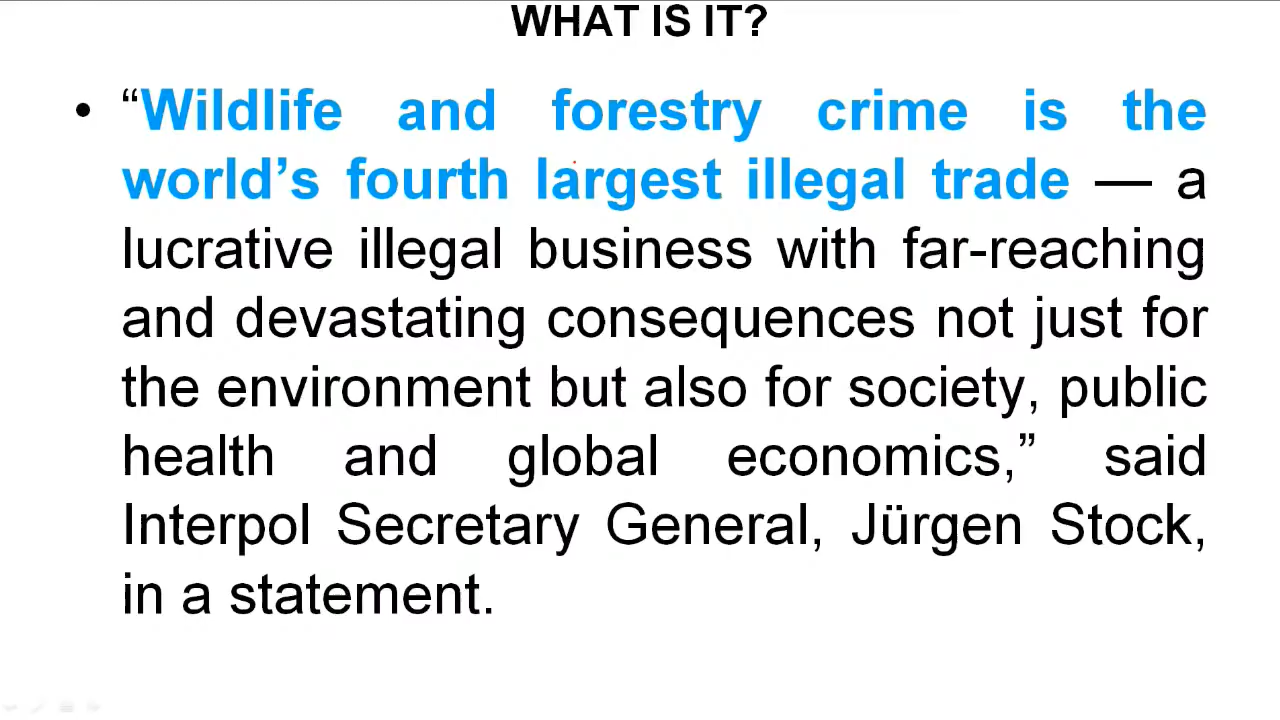 WHAT IS IT?
• “Wildlife and forestry crime is the
world’s fourth largest illegal trade — a
lucrative illegal business with far-reaching
and devastating consequences not just for
the environment but also for society, public
health and global economics,” said
Interpol Secretary General, Jürgen Stock,
in a statement.